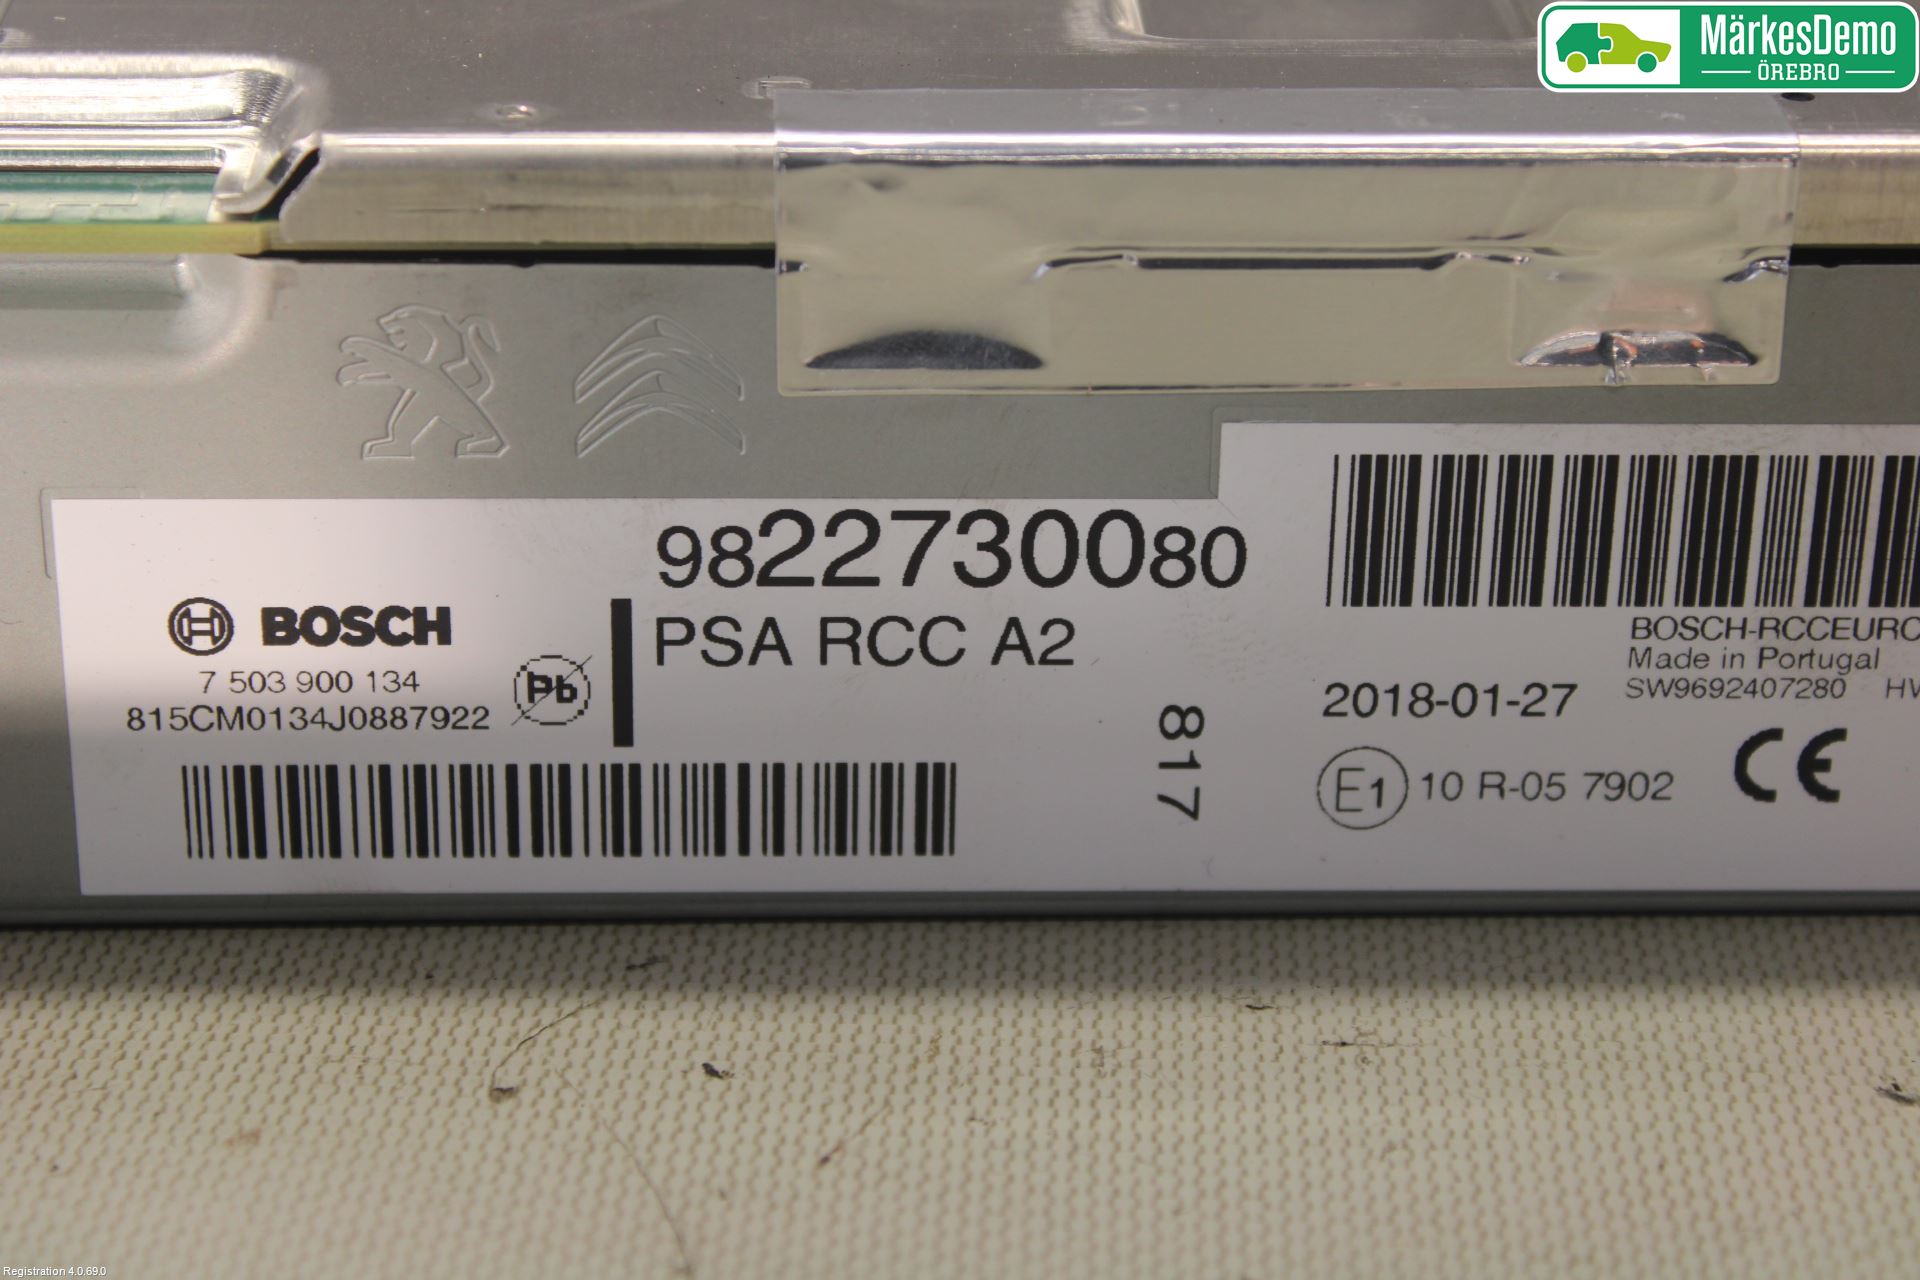 MärkesDemo
ÖREBRO
9822730080
BOSCH
PSA RCC A2
7 503 900 134
Pb
815CM0134J0887922
817
BOSCH-RCCEURO
Made in Portugal
2018-01-27
SW9692407280 HW
E1 10 R-05 7902
CE
Registration 4.0.69.0